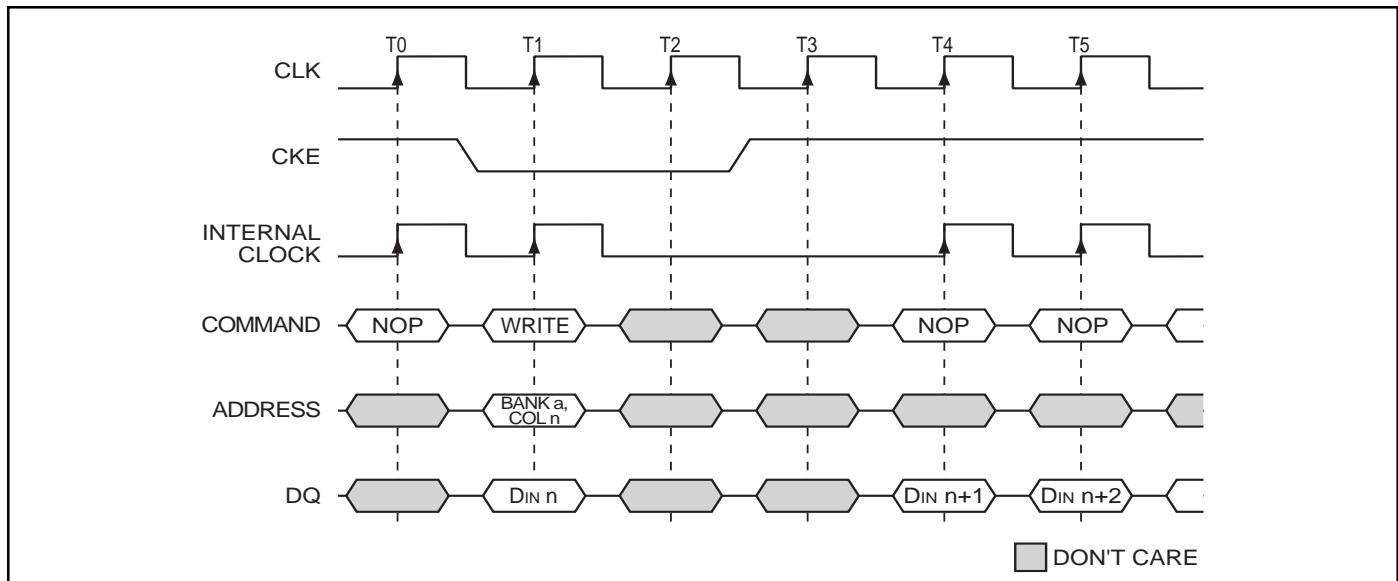 T0 T1 T2 T3 T4 T5
CLK
CKE
INTERNAL
CLOCK
COMMAND NOP WRITE NOP NOP
ADDRESS BANK a,
COL n
DQ DIN n DIN n+1 DIN n+2
DON'T CARE